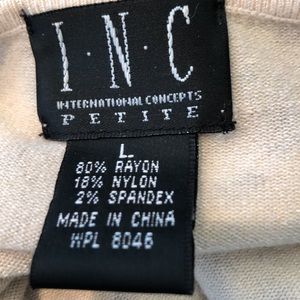 I·N·C
INTERNATIONAL CONCEPTS
PETITE
L
80% RAYON
18% NYLON
2% SPANDEX
MADE IN CHINA
WPL 8046